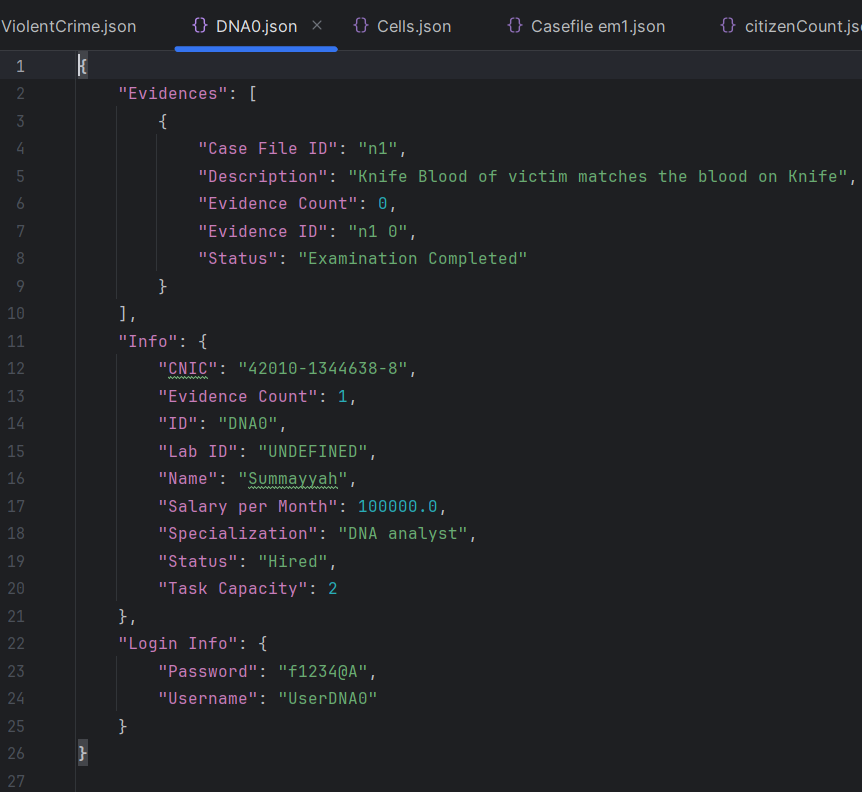 ViolentCrime.json {} DNA0.json × {} Cells.json {} Casefile em1.json {} citizenCount.js
1 {
2 "Evidences": [
3 {
4 "Case File ID": "n1",
5 "Description": "Knife Blood of victim matches the blood on Knife",
6 "Evidence Count": 0,
7 "Evidence ID": "n1 0",
8 "Status": "Examination Completed"
9 }
10 ],
11 "Info": {
12 "CNIC": "42010-1344638-8",
13 "Evidence Count": 1,
14 "ID": "DNA0",
15 "Lab ID": "UNDEFINED",
16 "Name": "Summayyah",
17 "Salary per Month": 100000.0,
18 "Specialization": "DNA analyst",
19 "Status": "Hired",
20 "Task Capacity": 2
21 },
22 "Login Info": {
23 "Password": "f1234@A",
24 "Username": "UserDNA0"
25 }
26 }
27